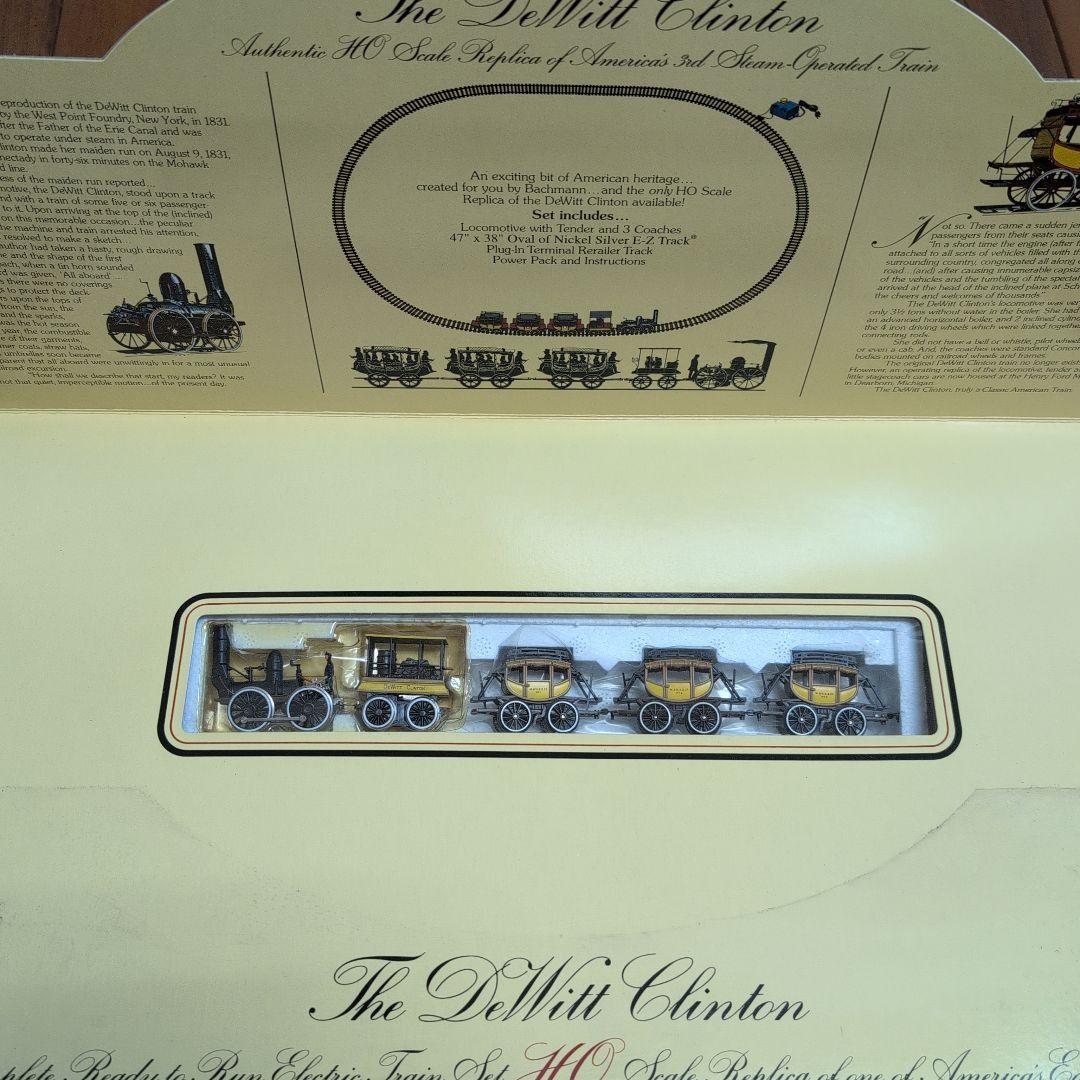 The DeWitt Clinton
Authentic HO Scale Replica of America's 3rd Steam-Operated Train
eproduction of the DeWitt Clinton train
by the West Point Foundry, New York, in 1831.
fter the Father of the Erie Canal and was
to operate under steam in America.
linton made her maiden run on August 9, 1831,
nectady in forty-six minutes on the Mohawk
d line.
ess of the maiden run reported...
motive, the DeWitt Clinton, stood upon a track
nd with a train of some five or six passenger
to it. Upon arriving at the top of the (inclined)
on this memorable occasion...the peculiar
he machine and train arrested his attention,
resolved to make a sketch.
author had taken a hasty, rough drawing
e and the shape of the first
oach, when a tin horn sounded
rd was given, 'All aboard'....
s there were no coverings
s to protect the deck
rs upon the tops of
from the sun, the
and the sparks,
was the hot season
year, the combustible
e of their garments,
mer coats, straw hats,
umbrellas soon became
parent that all aboard were unwittingly in for a most unusual
ilroad excursion.
"How shall we describe that start, my readers? It was
not that quiet, imperceptible motion...of the present day.
An exciting bit of American heritage...
created for you by Bachmann...and the only HO Scale
Replica of the DeWitt Clinton available!
Set includes...
Locomotive with Tender and 3 Coaches
47" x 38" Oval of Nickel Silver E-Z Track®
Plug-In Terminal Rerailer Track
Power Pack and Instructions
Not so. There came a sudden je
passengers from their seats causi
"In a short time the engine (after
attached to all sorts of vehicles filled with t
surrounding country, congregated all along
road...(and) after causing innumerable capsiz
of the vehicles and the tumbling of the specta
arrived at the head of the inclined plane at Sch
the cheers and welcomes of thousands"
The DeWitt Clinton's locomotive was ver
only 3½ tons without water in the boiler. She had
an advanced horizontal boiler, and 2 inclined cylin
the 4 iron driving wheels which were linked togethe
connecting rods.
She did not have a bell or whistle, pilot wheel
or even a cab. And, the coaches were standard Conco
bodies mounted on railroad wheels and frames.
The original DeWitt Clinton train no longer exist
However, an operating replica of the locomotive, tender a
little stagecoach cars are now housed at the Henry Ford M
in Dearborn, Michigan.
The DeWitt Clinton, truly a Classic American Train.
DeWitt Clinton
The DeWitt Clinton
plete Ready to Run Electric Train Set HO Scale Replica of one of America's Ea